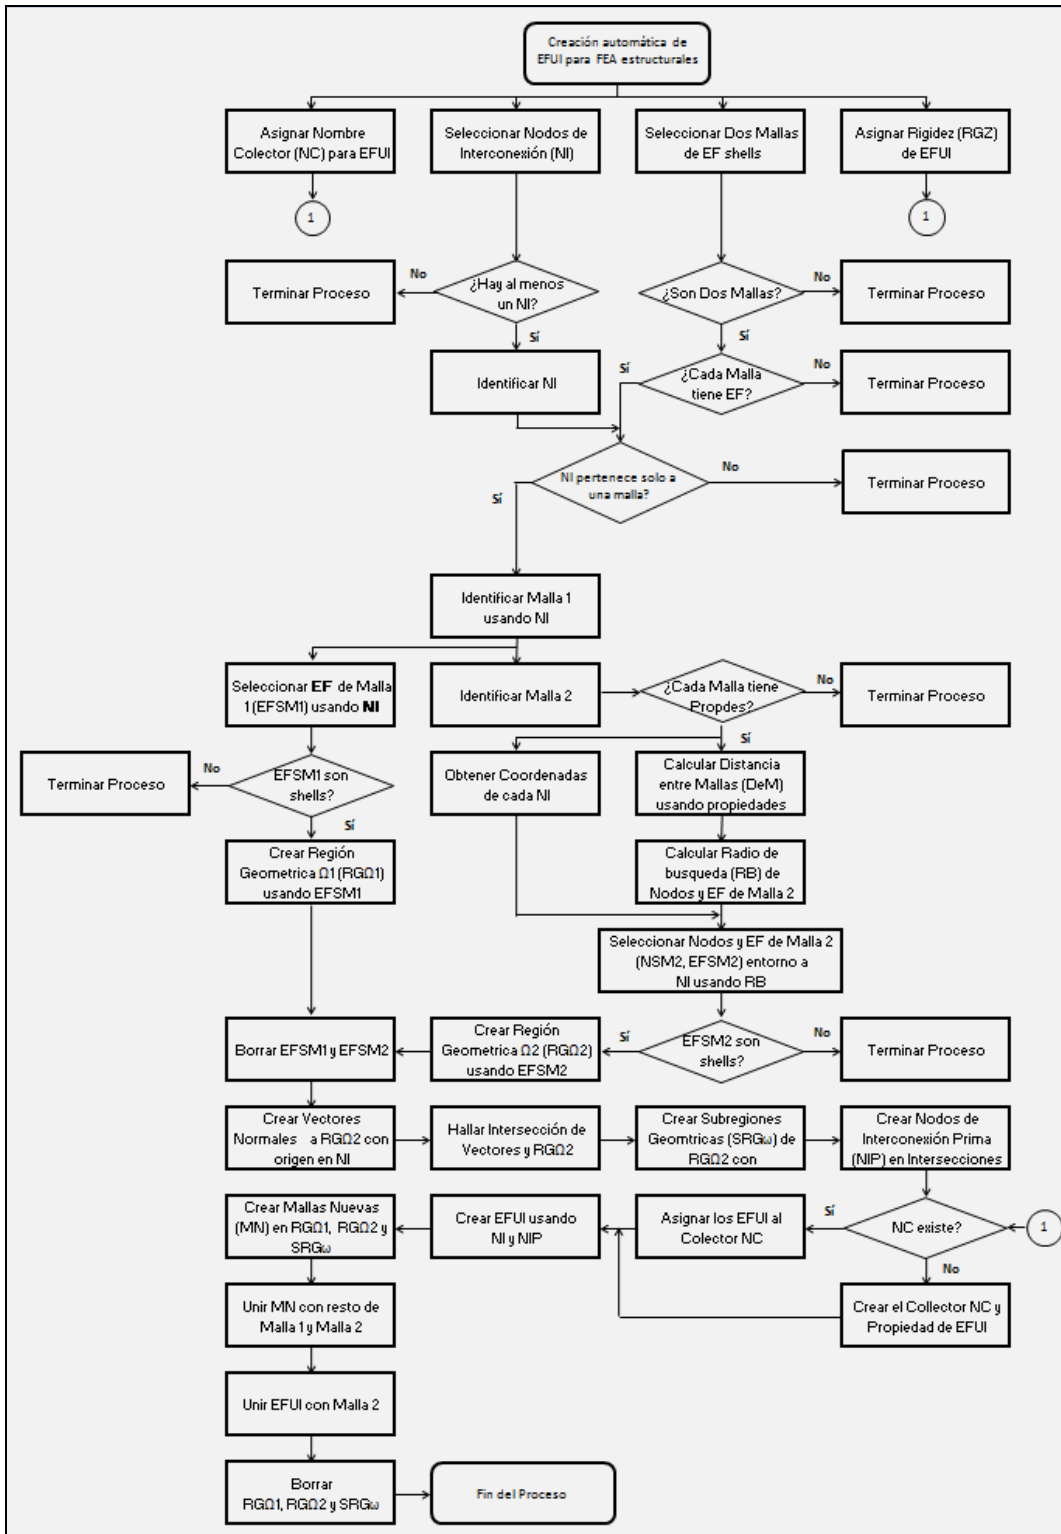 Creación automática de
EFUI para FEA estructurales
Asignar Nombre
Colector (NC) para EFUI
Seleccionar Nodos de
Interconexión (NI)
Seleccionar Dos Mallas
de EF shells
Asignar Rigidez (RGZ)
de EFUI
1
1
Terminar Proceso
No
¿Hay al menos
un NI?
Sí
¿Son Dos Mallas?
No
Terminar Proceso
Sí
Identificar NI
Sí
¿Cada Malla
tiene EF?
No
Terminar Proceso
NI pertenece solo a
una malla?
No
Terminar Proceso
Sí
Identificar Malla 1
usando NI
Seleccionar EF de Malla
1 (EFSM1) usando NI
Identificar Malla 2
¿Cada Malla tiene
Propdes?
No
Terminar Proceso
Sí
Terminar Proceso
No
EFSM1 son
shells?
Sí
Obtener Coordenadas
de cada NI
Calcular Distancia
entre Mallas (DeM)
usando propiedades
Crear Región
Geometrica Ω1 (RGΩ1)
usando EFSM1
Calcular Radio de
busqueda (RB) de
Nodos y EF de Malla 2
Seleccionar Nodos y EF de Malla 2
(NSM2, EFSM2) entorno a
NI usando RB
Borrar EFSM1 y EFSM2
Crear Región
Geometrica Ω2 (RGΩ2)
usando EFSM2
Sí
EFSM2 son
shells?
No
Terminar Proceso
Crear Vectores
Normales a RGΩ2 con
origen en NI
Hallar Intersección de
Vectores y RGΩ2
Crear Subregiones
Geomtricas (SRGω) de
RGΩ2 con
Crear Nodos de
Interconexión Prima
(NIP) en Intersecciones
Crear Mallas Nuevas
(MN) en RGΩ1, RGΩ2 y
SRGω
Crear EFUI usando
NI y NIP
Asignar los EFUI al
Colector NC
Sí
NC existe?
1
No
Unir MN con resto de
Malla 1 y Malla 2
Crear el Collector NC y
Propiedad de EFUI
Unir EFUI con Malla 2
Borrar
RGΩ1, RGΩ2 y SRGω
Fin del Proceso